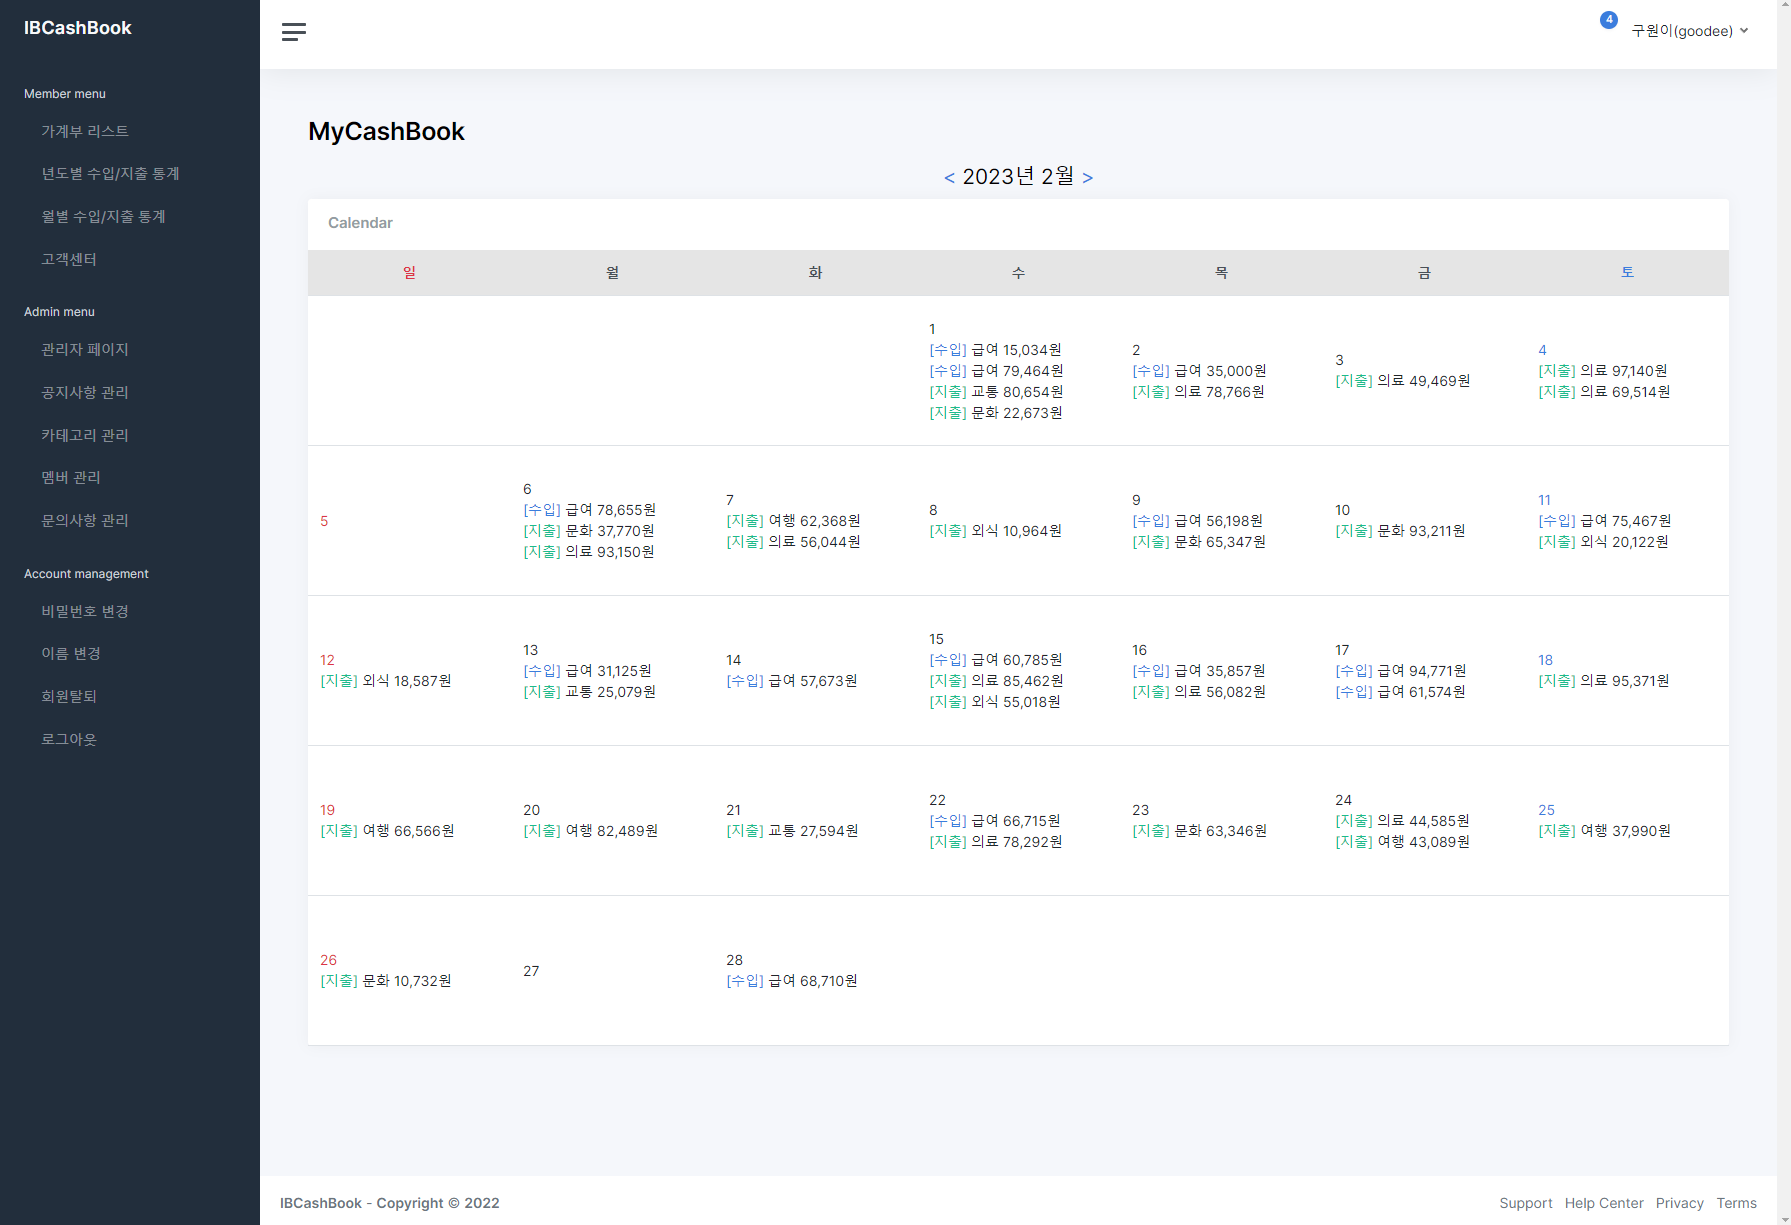 IBCashBook
Member menu
가계부 리스트
년도별 수입/지출 통계
월별 수입/지출 통계
고객센터
Admin menu
관리자 페이지
공지사항 관리
카테고리 관리
멤버 관리
문의사항 관리
Account management
비밀번호 변경
이름 변경
회원탈퇴
로그아웃
4
구원이(goodee)
MyCashBook
< 2023년 2월 >
Calendar
일 월 화 수 목 금 토
1
[수입] 급여 15,034원
[수입] 급여 79,464원
[지출] 교통 80,654원
[지출] 문화 22,673원
2
[수입] 급여 35,000원
[지출] 의료 78,766원
3
[지출] 의료 49,469원
4
[지출] 의료 97,140원
[지출] 의료 69,514원
5
6
[수입] 급여 78,655원
[지출] 문화 37,770원
[지출] 의료 93,150원
7
[지출] 여행 62,368원
[지출] 의료 56,044원
8
[지출] 외식 10,964원
9
[수입] 급여 56,198원
[지출] 문화 65,347원
10
[지출] 문화 93,211원
11
[수입] 급여 75,467원
[지출] 외식 20,122원
12
[지출] 외식 18,587원
13
[수입] 급여 31,125원
[지출] 교통 25,079원
14
[수입] 급여 57,673원
15
[수입] 급여 60,785원
[지출] 의료 85,462원
[지출] 외식 55,018원
16
[수입] 급여 35,857원
[지출] 의료 56,082원
17
[수입] 급여 94,771원
[수입] 급여 61,574원
18
[지출] 의료 95,371원
19
[지출] 여행 66,566원
20
[지출] 여행 82,489원
21
[지출] 교통 27,594원
22
[수입] 급여 66,715원
[지출] 의료 78,292원
23
[지출] 문화 63,346원
24
[지출] 의료 44,585원
[지출] 여행 43,089원
25
[지출] 여행 37,990원
26
[지출] 문화 10,732원
27
28
[수입] 급여 68,710원
IBCashBook - Copyright © 2022
Support Help Center Privacy Terms